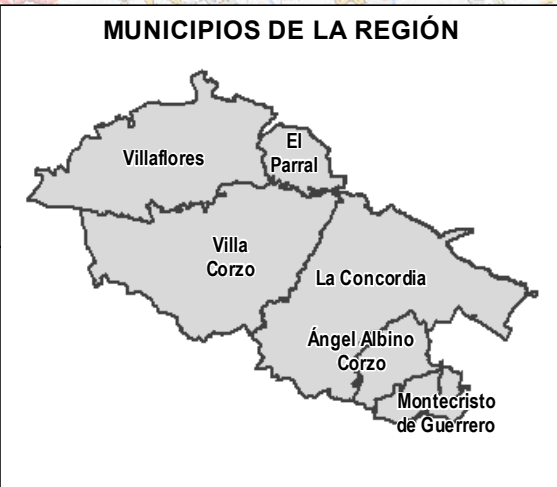 MUNICIPIOS DE LA REGIÓN
El
Parral
Villaflores
Villa
Corzo
La Concordia
Ángel Albino
Corzo
Montecristo
de Guerrero